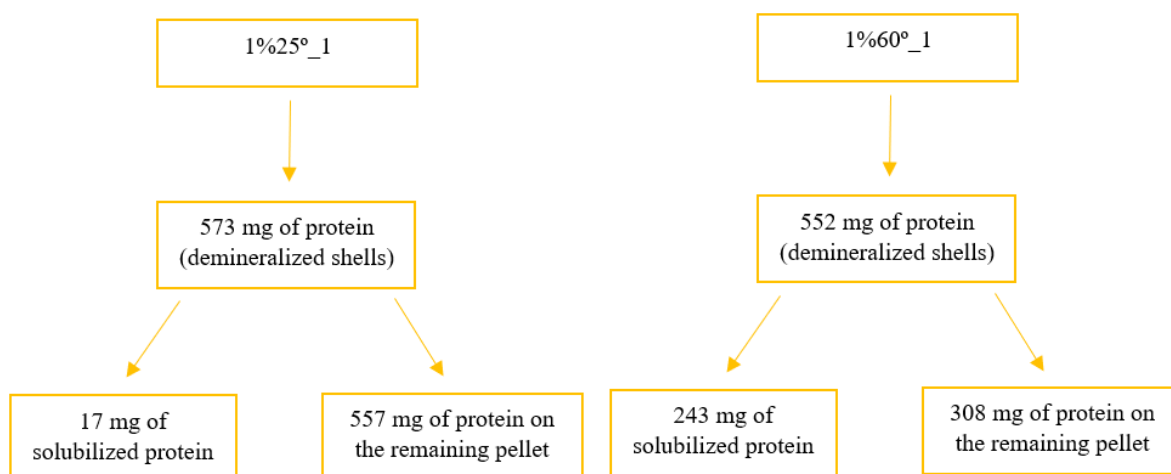 1%25º_1
573 mg of protein
(demineralized shells)
17 mg of
solubilized protein
557 mg of protein on
the remaining pellet
1%60º_1
552 mg of protein
(demineralized shells)
243 mg of
solubilized protein
308 mg of protein on
the remaining pellet